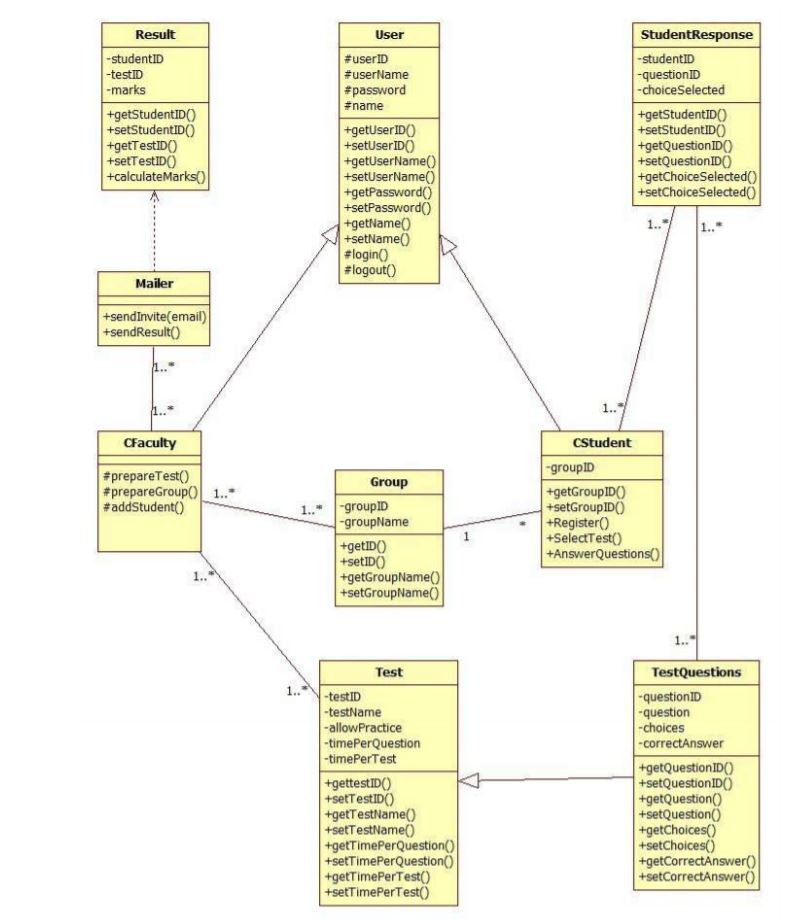 Result
-studentID
-testID
-marks
+getStudentID()
+setStudentID()
+getTestID()
+setTestID()
+calculateMarks()
User
#userID
#userName
#password
#name
+getUserID()
+setUserID()
+getUserName()
+setUserName()
+getPassword()
+setPassword()
+getName()
+setName()
#login()
#logout()
StudentResponse
-studentID
-questionID
-choiceSelected
+getStudentID()
+setStudentID()
+getQuestionID()
+setQuestionID()
+getChoiceSelected()
+setChoiceSelected()
1..*
1..*
Mailer
+sendInvite(email)
+sendResult()
1..*
1..*
1..*
CFaculty
#prepareTest()
#prepareGroup()
#addStudent()
1..*
1..*
Group
-groupID
-groupName
+getID()
+setID()
+getGroupName()
+setGroupName()
1
*
CStudent
-groupID
+getGroupID()
+setGroupID()
+Register()
+SelectTest()
+AnswerQuestions()
1..*
1..*
1..*
Test
-testID
-testName
-allowPractice
-timePerQuestion
-timePerTest
+gettestID()
+setTestID()
+getTestName()
+setTestName()
+getTimePerQuestion()
+setTimePerQuestion()
+getTimePerTest()
+setTimePerTest()
TestQuestions
-questionID
-question
-choices
-correctAnswer
+getQuestionID()
+setQuestionID()
+getQuestion()
+setQuestion()
+getChoices()
+setChoices()
+getCorrectAnswer()
+setCorrectAnswer()